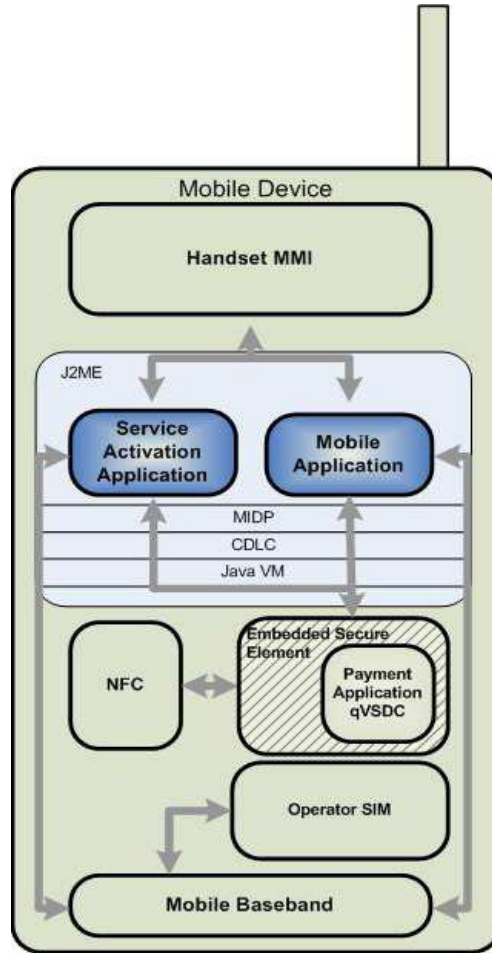 Mobile Device
Handset MMI
J2ME
Service
Activation
Application
Mobile
Application
MIDP
CDLC
Java VM
NFC
Embedded Secure
Element
Payment
Application
qVSDC
Operator SIM
Mobile Baseband